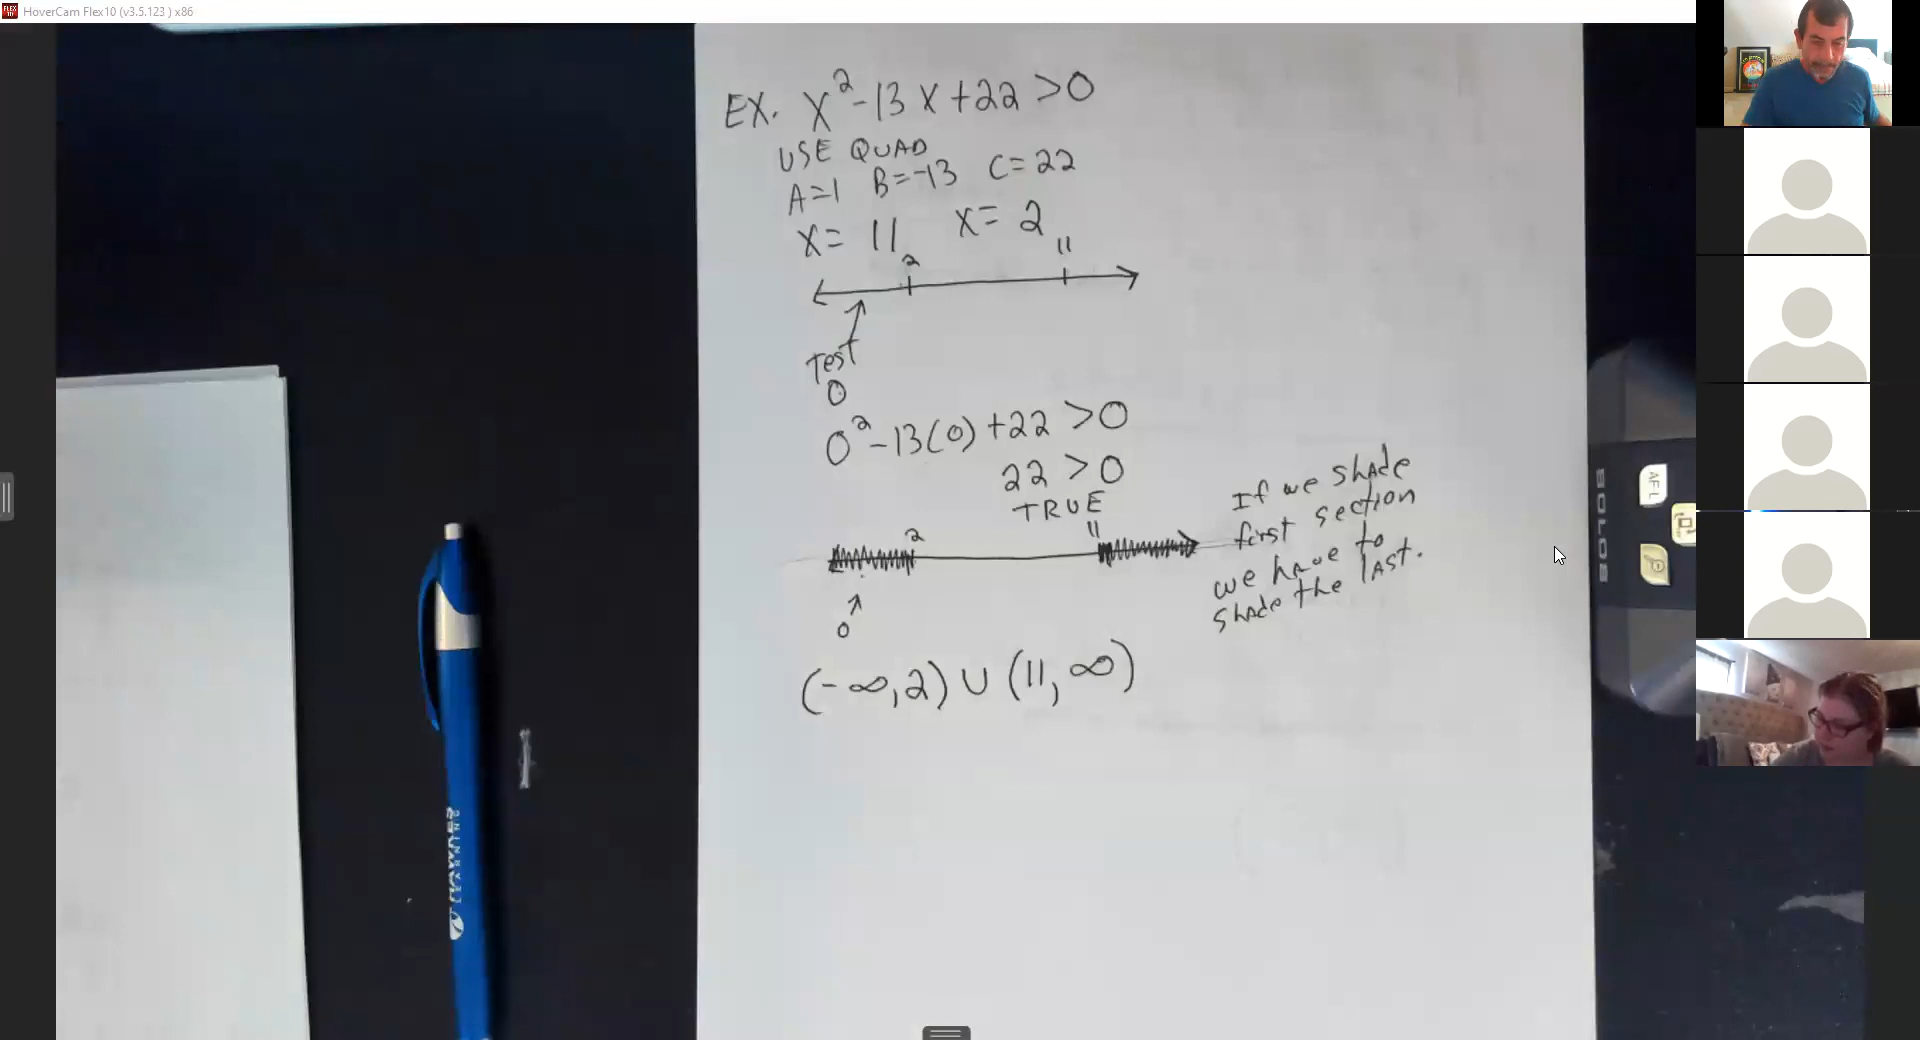 HoverCam Flex10 (v3.5.123 ) x86
EX. x²-13x+22>0
USE QUAD
A=1 B=-13 C=22
x= 11 x= 2
2 11
Test
0
0²-13(0)+22>0
22>0
TRUE
2 11
0
If we shade
first section
we have to
shade the last.
(-∞,2)∪(11,∞)
SOLO8
AF-L